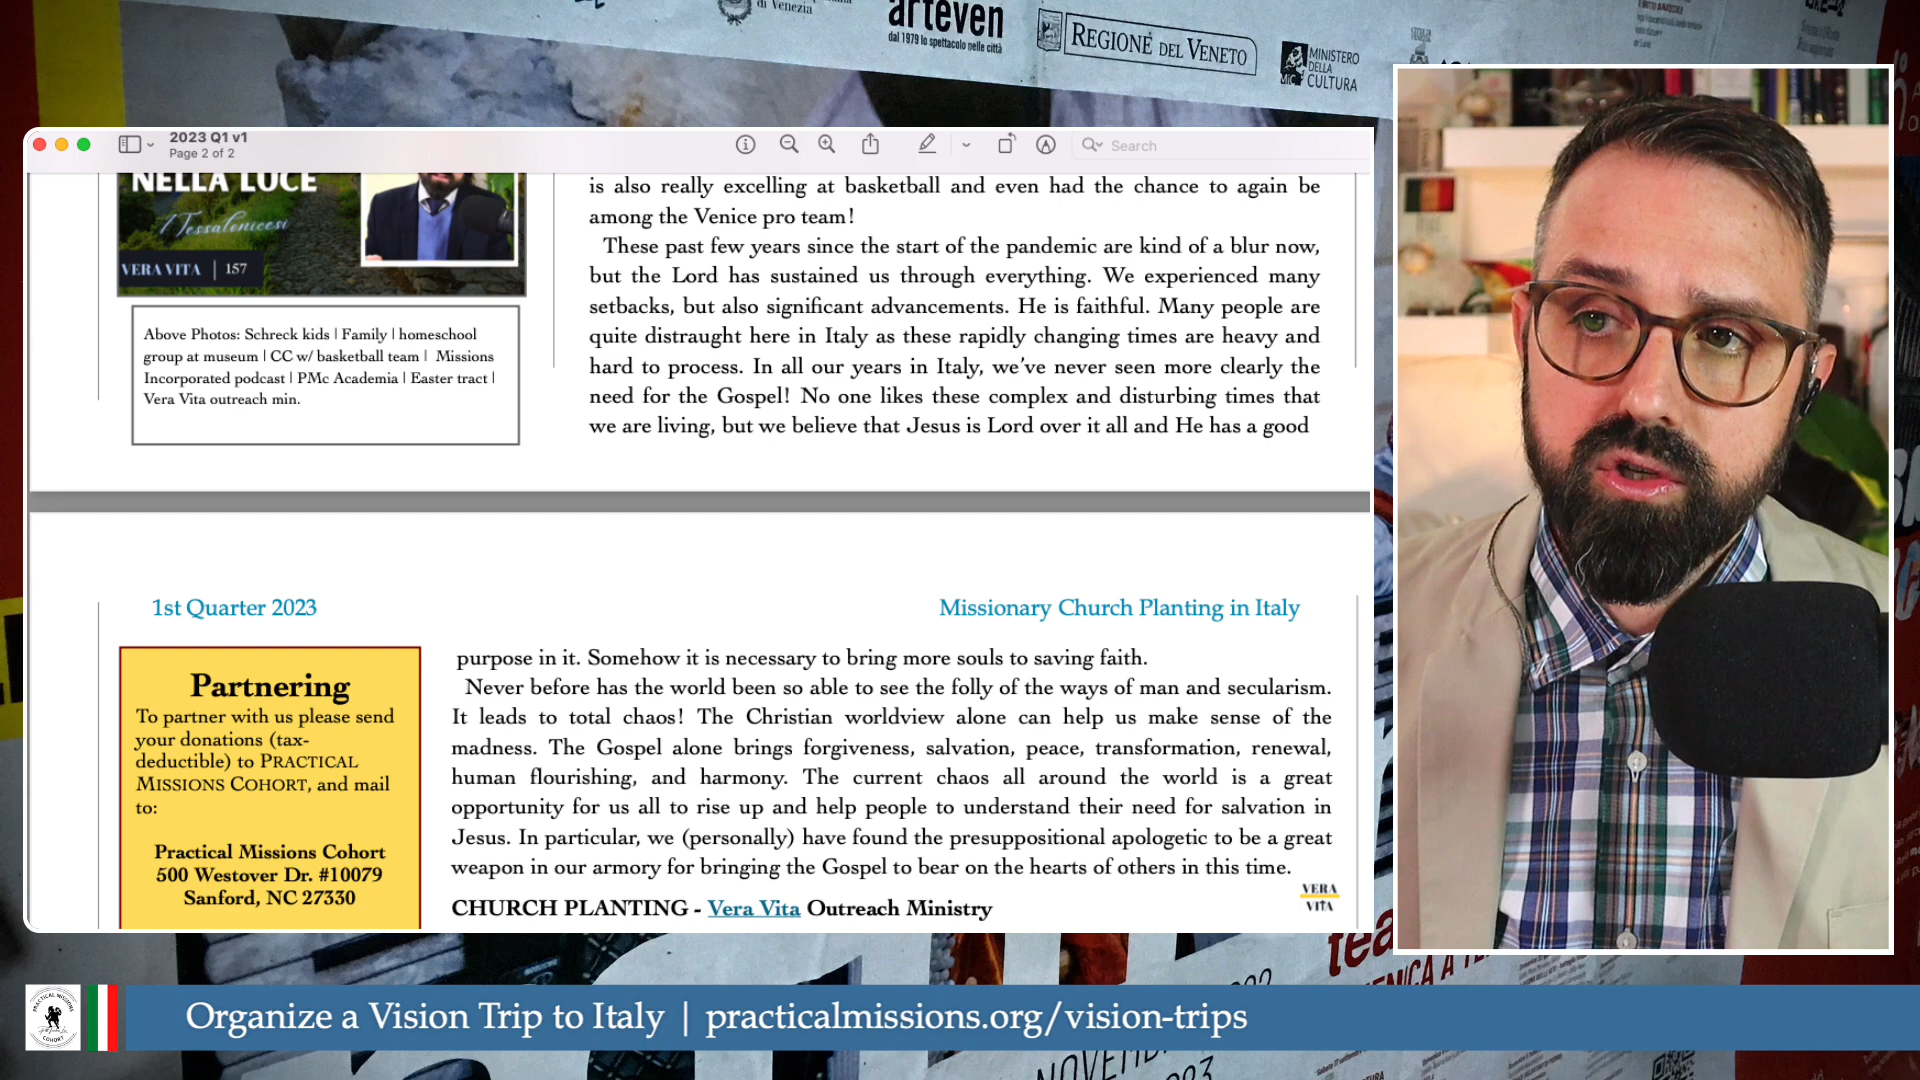 di Venezia
arteven
dal 1979 lo spettacolo nelle città
REGIONE DEL VENETO
MiC
MINISTERO
DELLA
CULTURA
2023 Q1 v1
Page 2 of 2
Search
NELLA LUCE
1 Tessalonicesi
VERA VITA | 157
Above Photos: Schreck kids | Family | homeschool
group at museum | CC w/ basketball team | Missions
Incorporated podcast | PMc Academia | Easter tract |
Vera Vita outreach min.
is also really excelling at basketball and even had the chance to again be
among the Venice pro team!
These past few years since the start of the pandemic are kind of a blur now,
but the Lord has sustained us through everything. We experienced many
setbacks, but also significant advancements. He is faithful. Many people are
quite distraught here in Italy as these rapidly changing times are heavy and
hard to process. In all our years in Italy, we've never seen more clearly the
need for the Gospel! No one likes these complex and disturbing times that
we are living, but we believe that Jesus is Lord over it all and He has a good
1st Quarter 2023
Missionary Church Planting in Italy
Partnering
To partner with us please send
your donations (tax-
deductible) to PRACTICAL
MISSIONS COHORT, and mail
to:
Practical Missions Cohort
500 Westover Dr. #10079
Sanford, NC 27330
purpose in it. Somehow it is necessary to bring more souls to saving faith.
Never before has the world been so able to see the folly of the ways of man and secularism.
It leads to total chaos! The Christian worldview alone can help us make sense of the
madness. The Gospel alone brings forgiveness, salvation, peace, transformation, renewal,
human flourishing, and harmony. The current chaos all around the world is a great
opportunity for us all to rise up and help people to understand their need for salvation in
Jesus. In particular, we (personally) have found the presuppositional apologetic to be a great
weapon in our armory for bringing the Gospel to bear on the hearts of others in this time.
VERA
VITA
CHURCH PLANTING - Vera Vita Outreach Ministry
PRACTICAL MISSIONS
COHORT
Organize a Vision Trip to Italy | practicalmissions.org/vision-trips